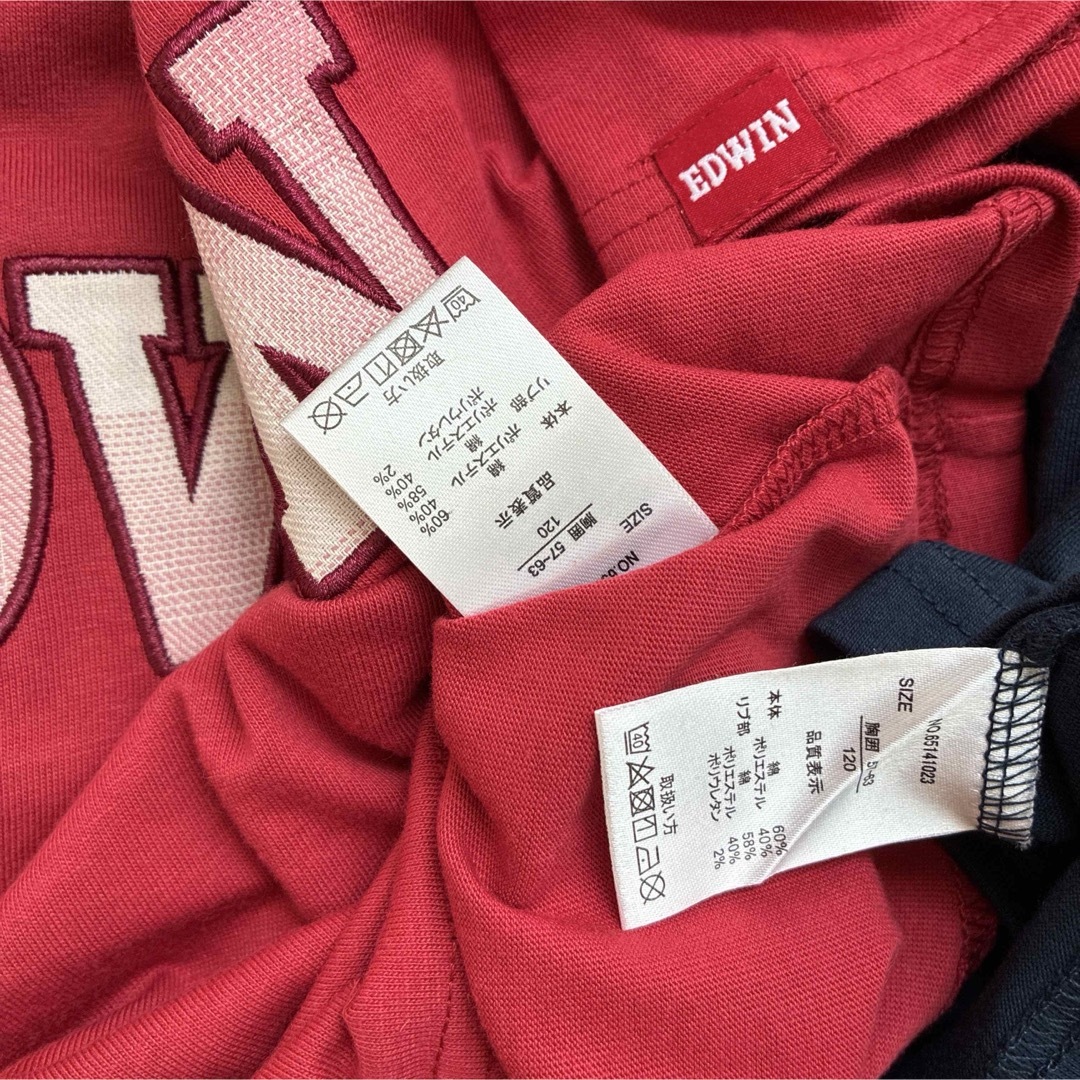 EDWIN
W
N
SIZE
胸囲 57~63
120
品質表示
本体 綿 60%
ポリエステル 40%
リブ部 綿 58%
ポリエステル 40%
ポリウレタン 2%
取扱い方
40
NO.65141023
SIZE
胸囲
120
品質表示
本体 綿 60%
ポリエステル 40%
リブ部 綿 58%
ポリエステル 40%
ポリウレタン 2%
取扱い方
40